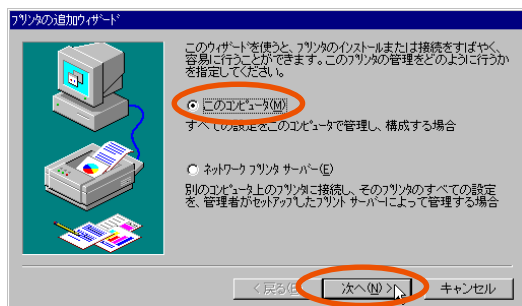 ﾌﾟﾘﾝﾀの追加ｳｨｻﾞｰﾄﾞ
このｳｨｻﾞｰﾄﾞを使うと、ﾌﾟﾘﾝﾀのｲﾝｽﾄｰﾙまたは接続をすばやく、
容易に行うことができます。このﾌﾟﾘﾝﾀの管理をどのように行うか
を指定してください。
このｺﾝﾋﾟｭｰﾀ(M)
すべての設定をこのｺﾝﾋﾟｭｰﾀで管理し、構成する場合
ﾈｯﾄﾜｰｸ ﾌﾟﾘﾝﾀ ｻｰﾊﾞｰ(E)
別のｺﾝﾋﾟｭｰﾀ上のﾌﾟﾘﾝﾀに接続し、そのﾌﾟﾘﾝﾀのすべての設定
を、管理者がｾｯﾄｱｯﾌﾟしたﾌﾟﾘﾝﾄ ｻｰﾊﾞｰによって管理する場合
< 戻る(B) 次へ(N) > キャンセル